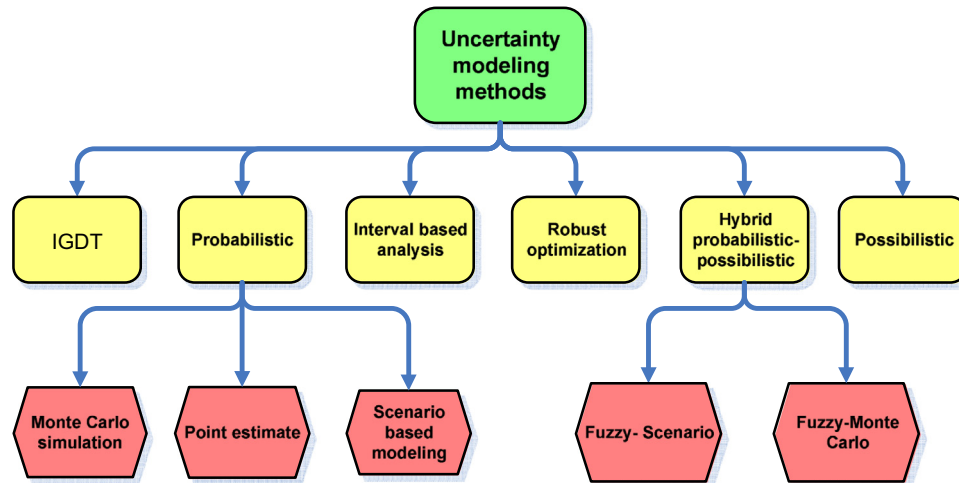 Uncertainty
modeling
methods
IGDT
Probabilistic
Interval based
analysis
Robust
optimization
Hybrid
probabilistic-
possibilistic
Possibilistic
Monte Carlo
simulation
Point estimate
Scenario
based
modeling
Fuzzy- Scenario
Fuzzy-Monte
Carlo